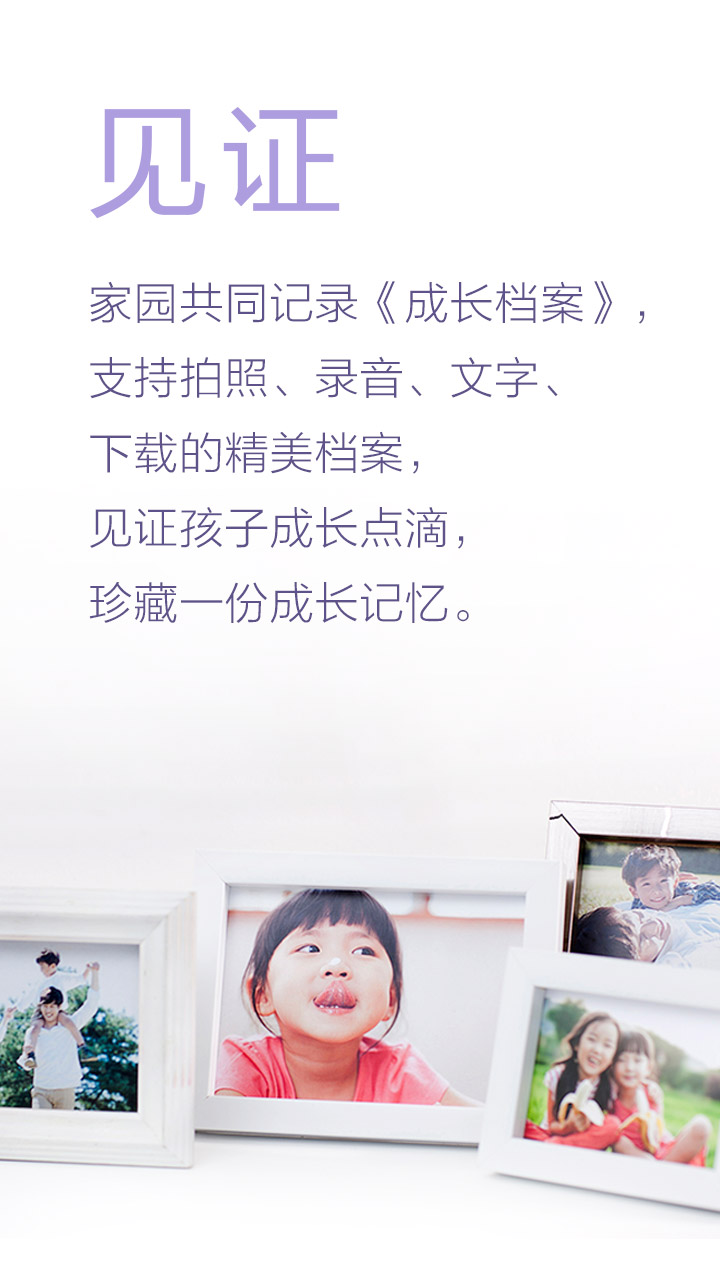 见证
家园共同记录《成长档案》,
支持拍照、录音、文字、
下载的精美档案,
见证孩子成长点滴,
珍藏一份成长记忆。